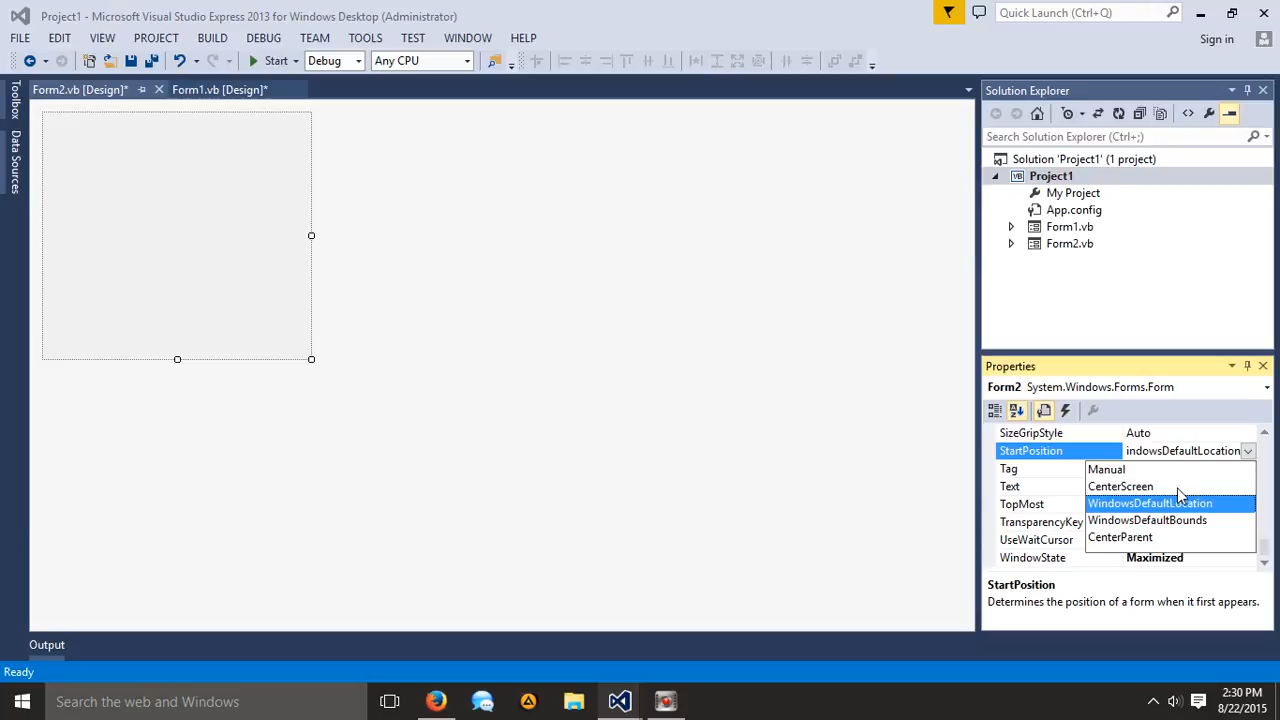 Project1 - Microsoft Visual Studio Express 2013 for Windows Desktop (Administrator)
Quick Launch (Ctrl+Q)
FILE EDIT VIEW PROJECT BUILD DEBUG TEAM TOOLS TEST WINDOW HELP
Sign in
Start Debug Any CPU
Toolbox
Data Sources
Form2.vb [Design]* Form1.vb [Design]*
Solution Explorer
Search Solution Explorer (Ctrl+;)
Solution 'Project1' (1 project)
VB Project1
My Project
App.config
Form1.vb
Form2.vb
Properties
Form2 System.Windows.Forms.Form
SizeGripStyle Auto
StartPosition indowsDefaultLocation
Tag
Text
TopMost
TransparencyKey
UseWaitCursor
WindowState Maximized
Manual
CenterScreen
WindowsDefaultLocation
WindowsDefaultBounds
CenterParent
StartPosition
Determines the position of a form when it first appears.
Output
Ready
Search the web and Windows
2:30 PM
8/22/2015